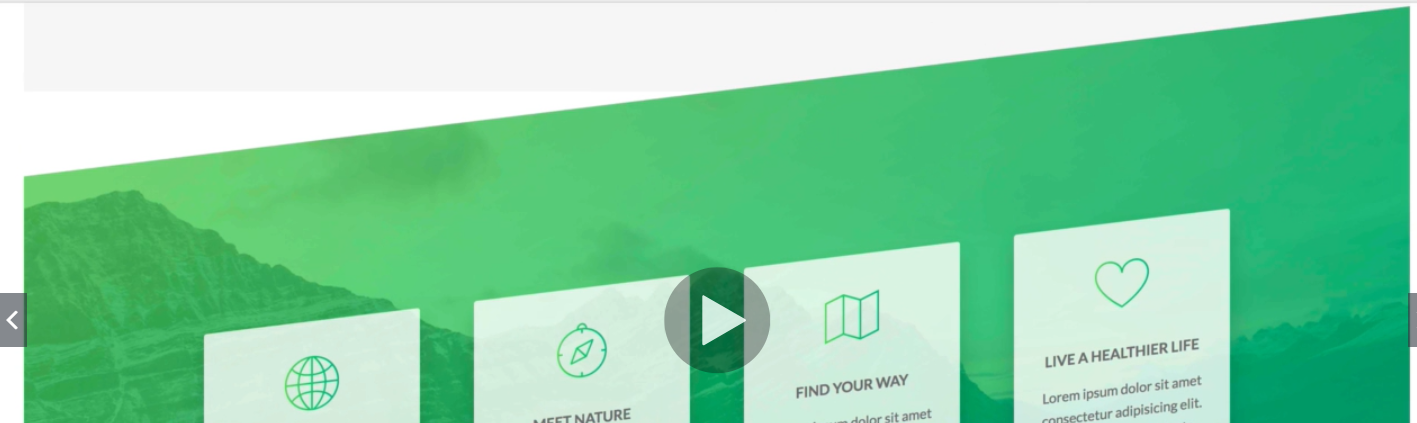 LIVE A HEALTHIER LIFE
Lorem ipsum dolor sit amet
consectetur adipisicing elit.
FIND YOUR WAY
dolor sit amet
MEET NATURE